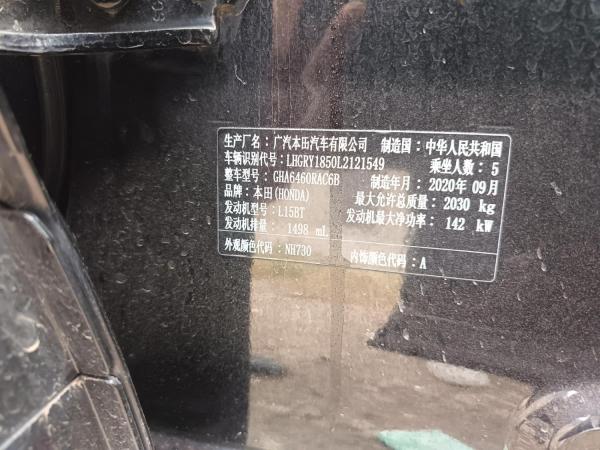 生产厂名：广汽本田汽车有限公司 制造国：中华人民共和国
车辆识别代号：LHGRY1850L2121549 乘坐人数：5
整车型号：GHA6460RAC6B 制造年月：2020年09月
品牌：本田(HONDA) 最大允许总质量：2030 kg
发动机型号：L15BT 发动机最大净功率：142 kW
发动机排量：1498 mL
外观颜色代码：NH730 内饰颜色代码：A